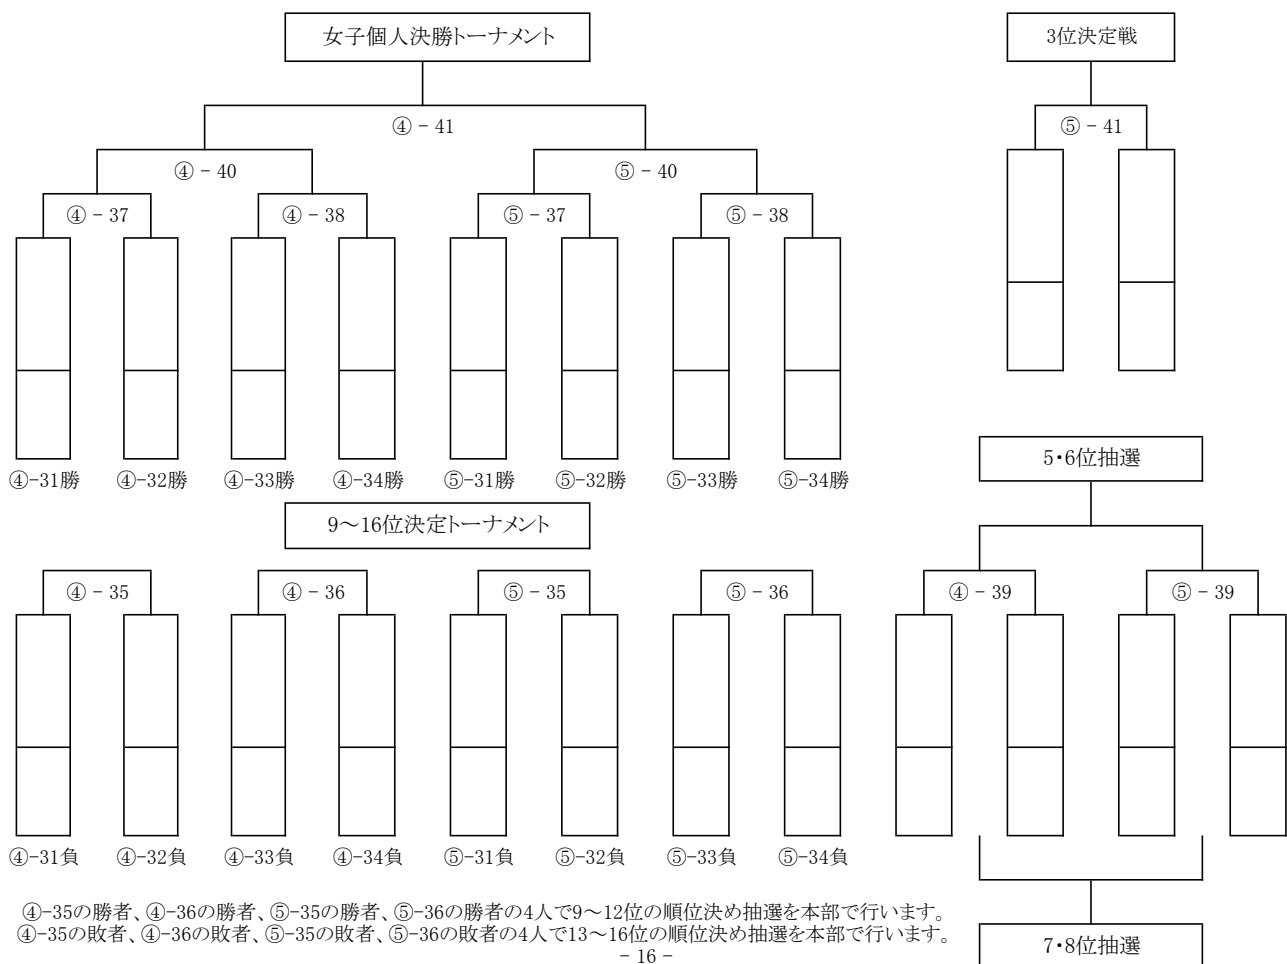 女子個人決勝トーナメント
3位決定戦
④ - 41
⑤ - 41
④ - 40
⑤ - 40
④ - 37
④ - 38
⑤ - 37
⑤ - 38
④-31勝
④-32勝
④-33勝
④-34勝
⑤-31勝
⑤-32勝
⑤-33勝
⑤-34勝
5・6位抽選
9～16位決定トーナメント
④ - 35
④ - 36
⑤ - 35
⑤ - 36
④ - 39
⑤ - 39
④-31負
④-32負
④-33負
④-34負
⑤-31負
⑤-32負
⑤-33負
⑤-34負
④-35の勝者、④-36の勝者、⑤-35の勝者、⑤-36の勝者の4人で9～12位の順位決め抽選を本部で行います。
④-35の敗者、④-36の敗者、⑤-35の敗者、⑤-36の敗者の4人で13～16位の順位決め抽選を本部で行います。
7・8位抽選
- 16 -